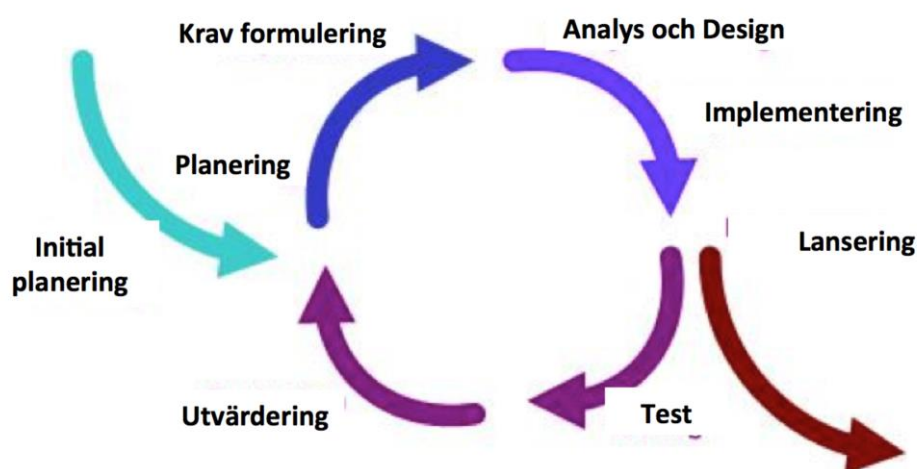 Krav formulering
Analys och Design
Implementering
Planering
Initial
planering
Lansering
Utvärdering
Test